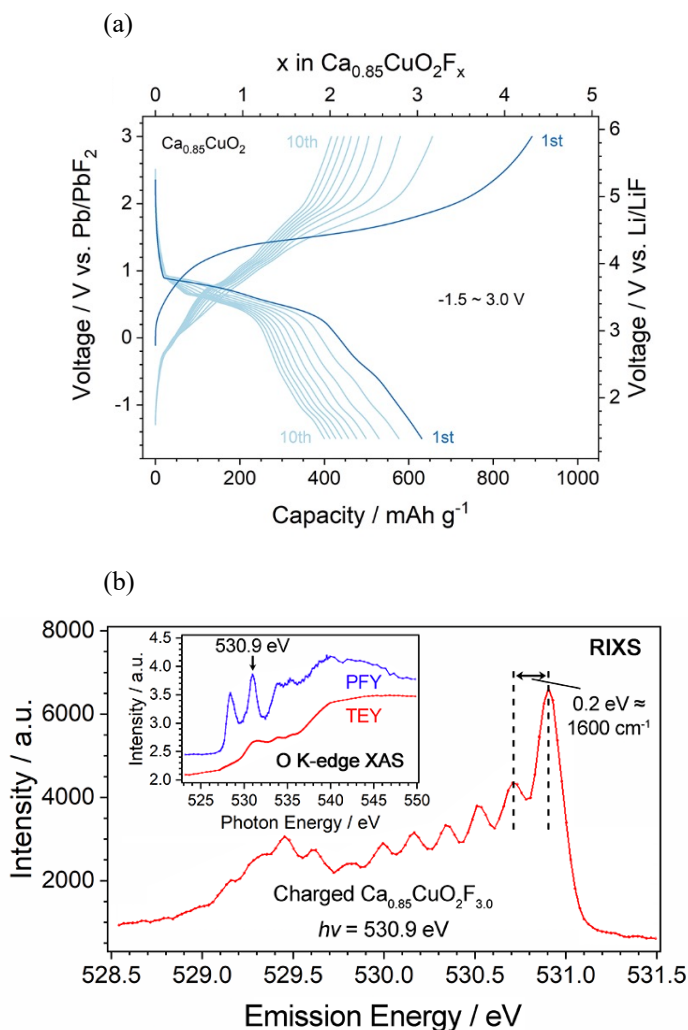 (a)
x in Ca₀.₈₅CuO₂Fₓ
0 1 2 3 4 5
Ca₀.₈₅CuO₂
10th
1st
-1.5 ~ 3.0 V
10th
1st
Voltage / V vs. Pb/PbF₂
3
2
1
0
-1
Voltage / V vs. Li/LiF
6
5
4
3
2
0 200 400 600 800 1000
Capacity / mAh g⁻¹
(b)
Intensity / a.u.
8000
6000
4000
2000
RIXS
0.2 eV ≈
1600 cm⁻¹
530.9 eV
Intensity / a.u.
4.5
4.0
3.5
3.0
2.5
2.0
PFY
TEY
O K-edge XAS
525 530 535 540 545 550
Photon Energy / eV
Charged Ca₀.₈₅CuO₂F₃.₀
hν = 530.9 eV
528.5 529.0 529.5 530.0 530.5 531.0 531.5
Emission Energy / eV